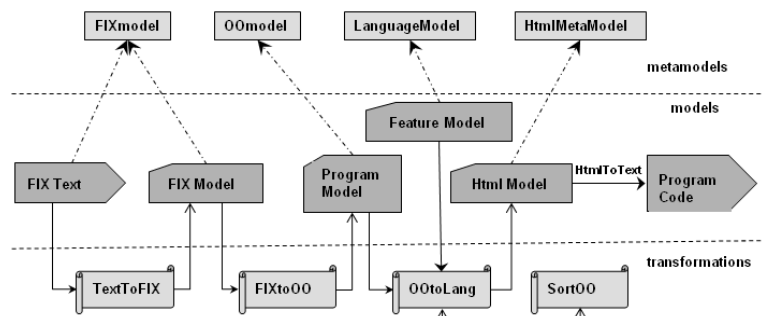 FIXmodel OOmodel LanguageModel HtmlMetaModel
metamodels
models
Feature Model
HtmlToText
FIX Text FIX Model Program Model Html Model Program Code
transformations
TextToFIX FIXtoOO OOtoLang SortOO